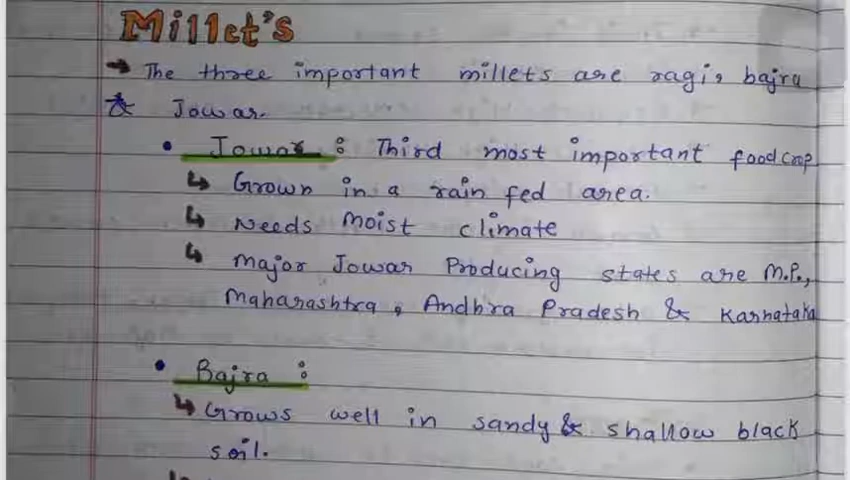 Millet's
→ The three important millets are ragi, bajra
& Jowar.
• Jowar : Third most important foodcrop
↳ Grown in a rain fed area.
↳ Needs moist climate
↳ Major Jowar Producing states are M.P.,
Maharashtra, Andhra Pradesh & Karnataka
• Bajra :
↳ Grows well in sandy & shallow black
soil.